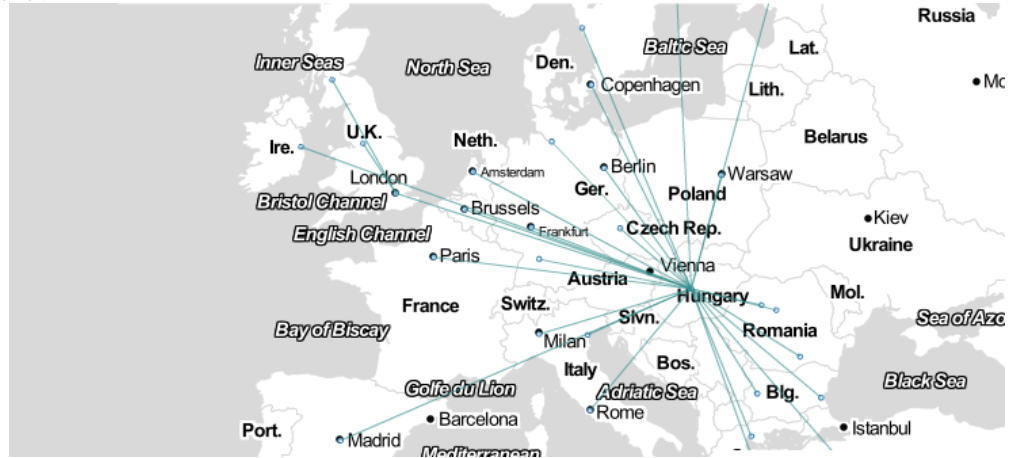 Russia
Baltic Sea
Lat.
Inner Seas
North Sea
Den.
Copenhagen
Lith.
Mc
U.K.
Ire.
Neth.
Belarus
Amsterdam
Berlin
Warsaw
London
Ger.
Poland
Bristol Channel
Brussels
English Channel
Frankfurt
Czech Rep.
Kiev
Ukraine
Paris
Vienna
Austria
Hungary
Mol.
France
Switz.
Slvn.
Sea of Azo
Bay of Biscay
Milan
Romania
Italy
Bos.
Golfe du Lion
Adriatic Sea
Blg.
Black Sea
Rome
Barcelona
Port.
Madrid
Istanbul
Mediterranean